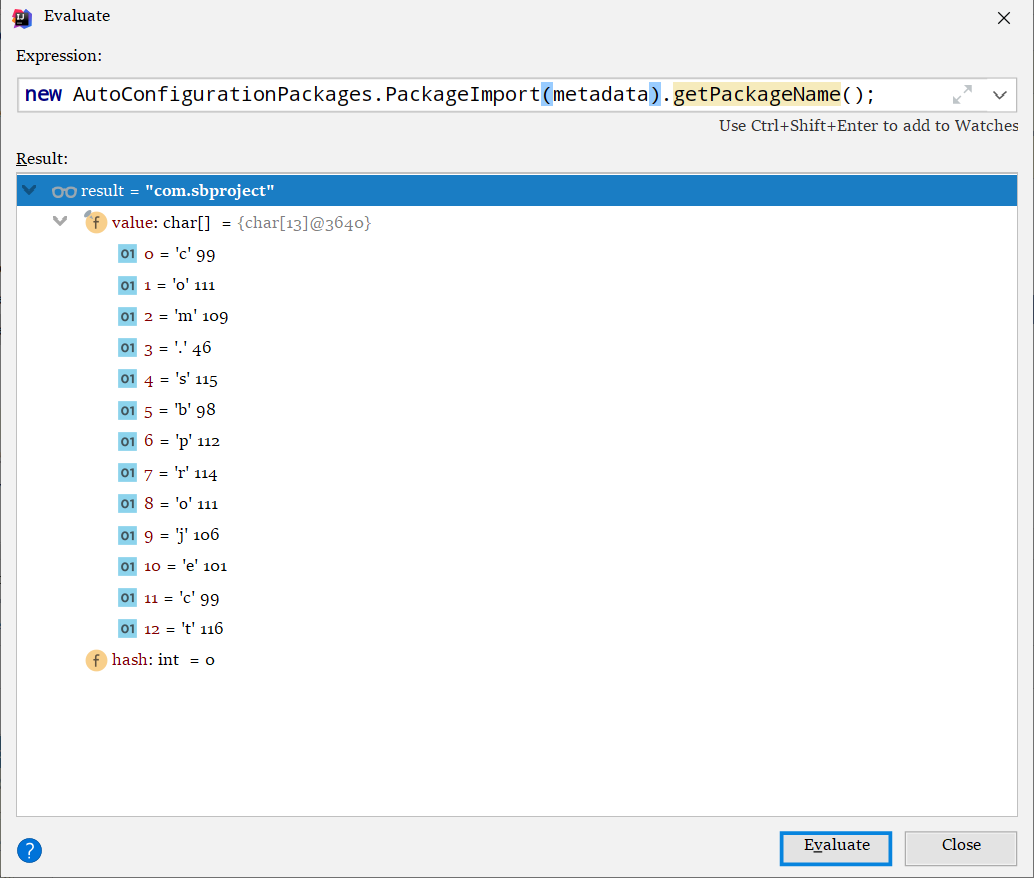 Evaluate
Expression:
new AutoConfigurationPackages.PackageImport(metadata).getPackageName();
Use Ctrl+Shift+Enter to add to Watches
Result:
result = "com.sbproject"
f value: char[] = {char[13]@3640}
01 0 = 'c' 99
01 1 = 'o' 111
01 2 = 'm' 109
01 3 = '.' 46
01 4 = 's' 115
01 5 = 'b' 98
01 6 = 'p' 112
01 7 = 'r' 114
01 8 = 'o' 111
01 9 = 'j' 106
01 10 = 'e' 101
01 11 = 'c' 99
01 12 = 't' 116
f hash: int = 0
? Evaluate Close